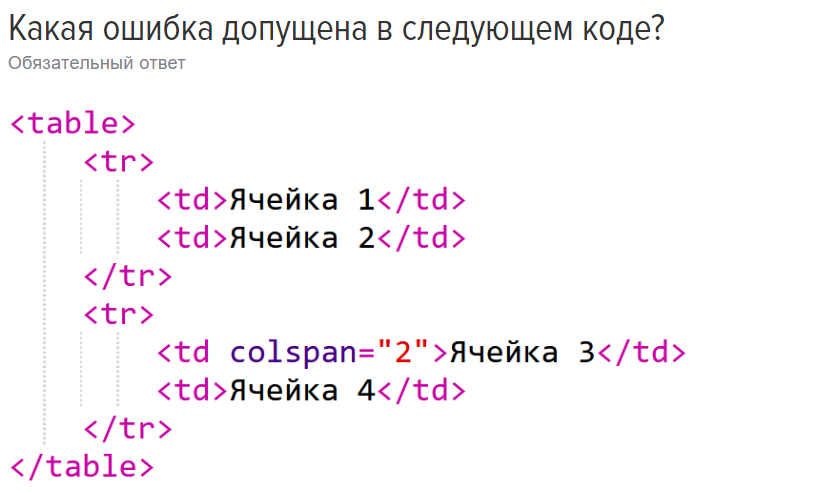 Какая ошибка допущена в следующем коде?
Обязательный ответ
<table>
<tr>
<td>Ячейка 1</td>
<td>Ячейка 2</td>
</tr>
<tr>
<td colspan="2">Ячейка 3</td>
<td>Ячейка 4</td>
</tr>
</table>